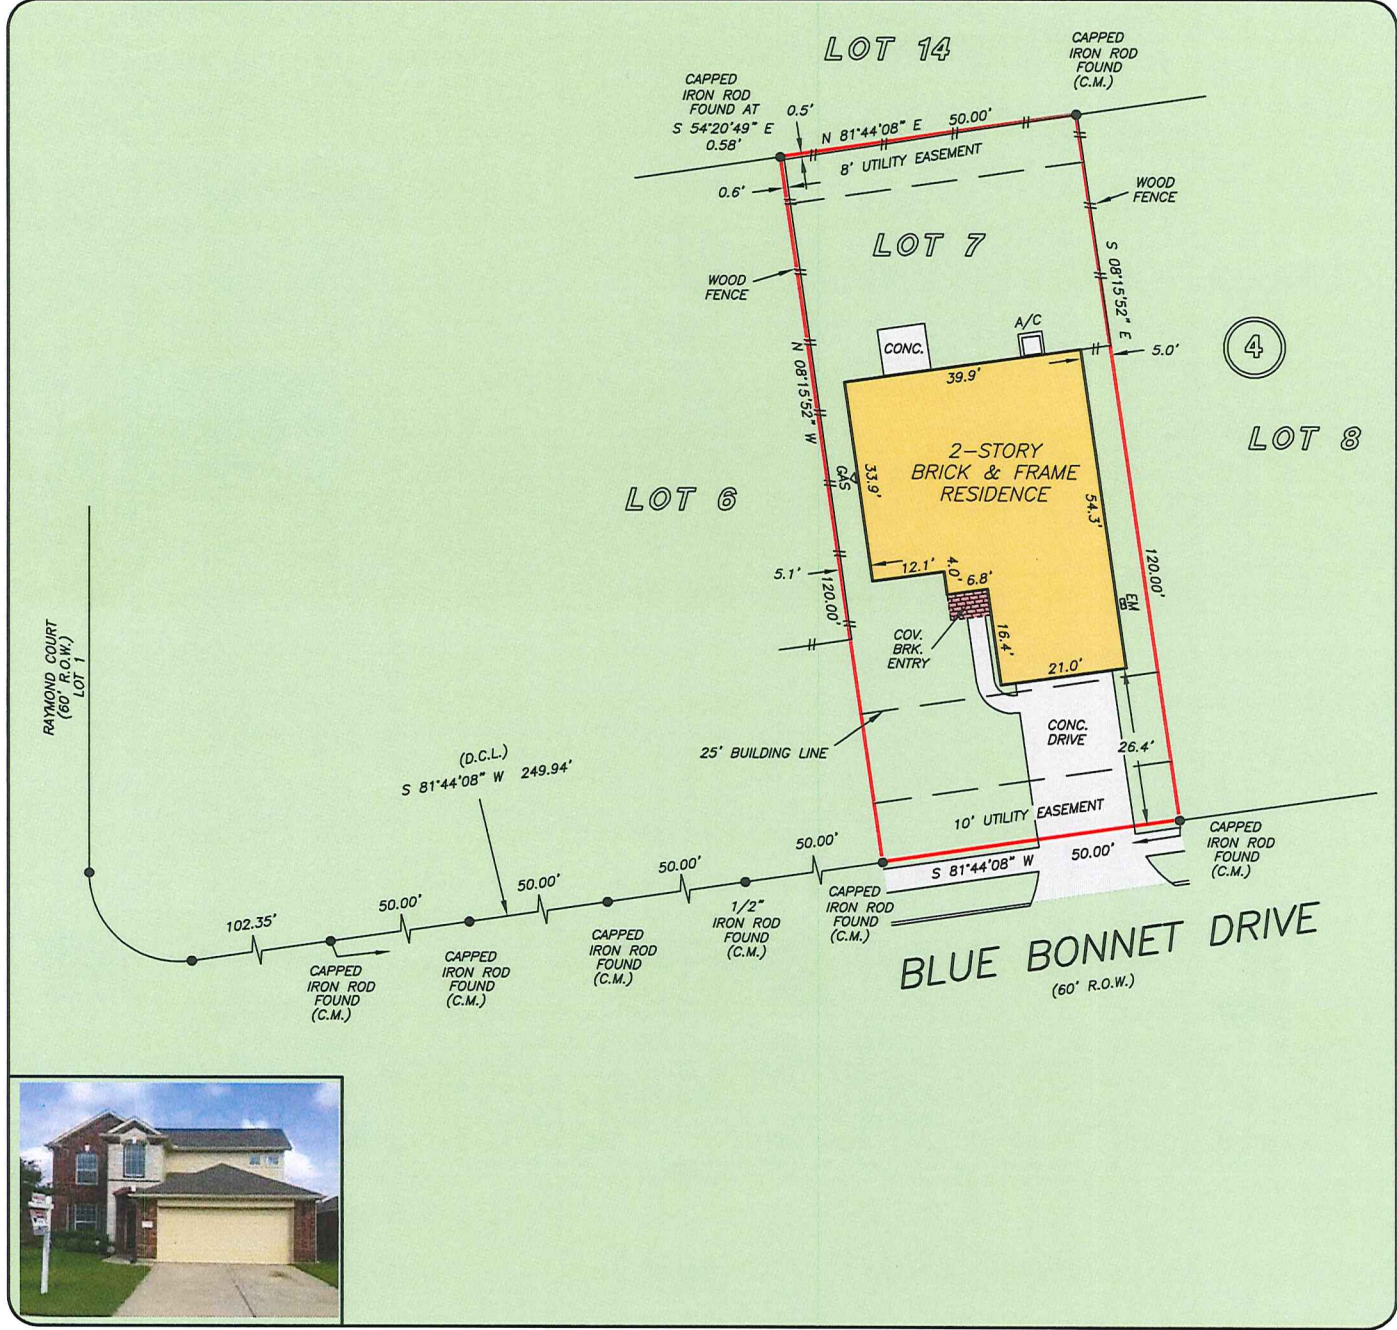 LOT 14
CAPPED
IRON ROD
FOUND
(C.M.)
CAPPED
IRON ROD
FOUND AT
S 54°20'49" E
0.58'
0.5'
N 81°44'08" E 50.00'
8' UTILITY EASEMENT
0.6'
WOOD
FENCE
LOT 7
WOOD
FENCE
S 08°15'52" E
A/C
CONC.
5.0'
4
39.9'
N 08°15'52" W
LOT 8
2-STORY
BRICK & FRAME
RESIDENCE
GAS
33.9'
LOT 6
54.3'
5.1'
120.00'
12.1'
4.0'
6.8'
120.00'
EM
COV.
BRK.
ENTRY
16.4'
21.0'
RAYMOND COURT
(60' R.O.W.)
LOT 1
25' BUILDING LINE
CONC.
DRIVE
26.4'
(D.C.L.)
S 81°44'08" W 249.94'
10' UTILITY EASEMENT
CAPPED
IRON ROD
FOUND
(C.M.)
S 81°44'08" W 50.00'
102.35'
50.00'
50.00'
50.00'
50.00'
CAPPED
IRON ROD
FOUND
(C.M.)
CAPPED
IRON ROD
FOUND
(C.M.)
CAPPED
IRON ROD
FOUND
(C.M.)
1/2"
IRON ROD
FOUND
(C.M.)
CAPPED
IRON ROD
FOUND
(C.M.)
BLUE BONNET DRIVE
(60' R.O.W.)